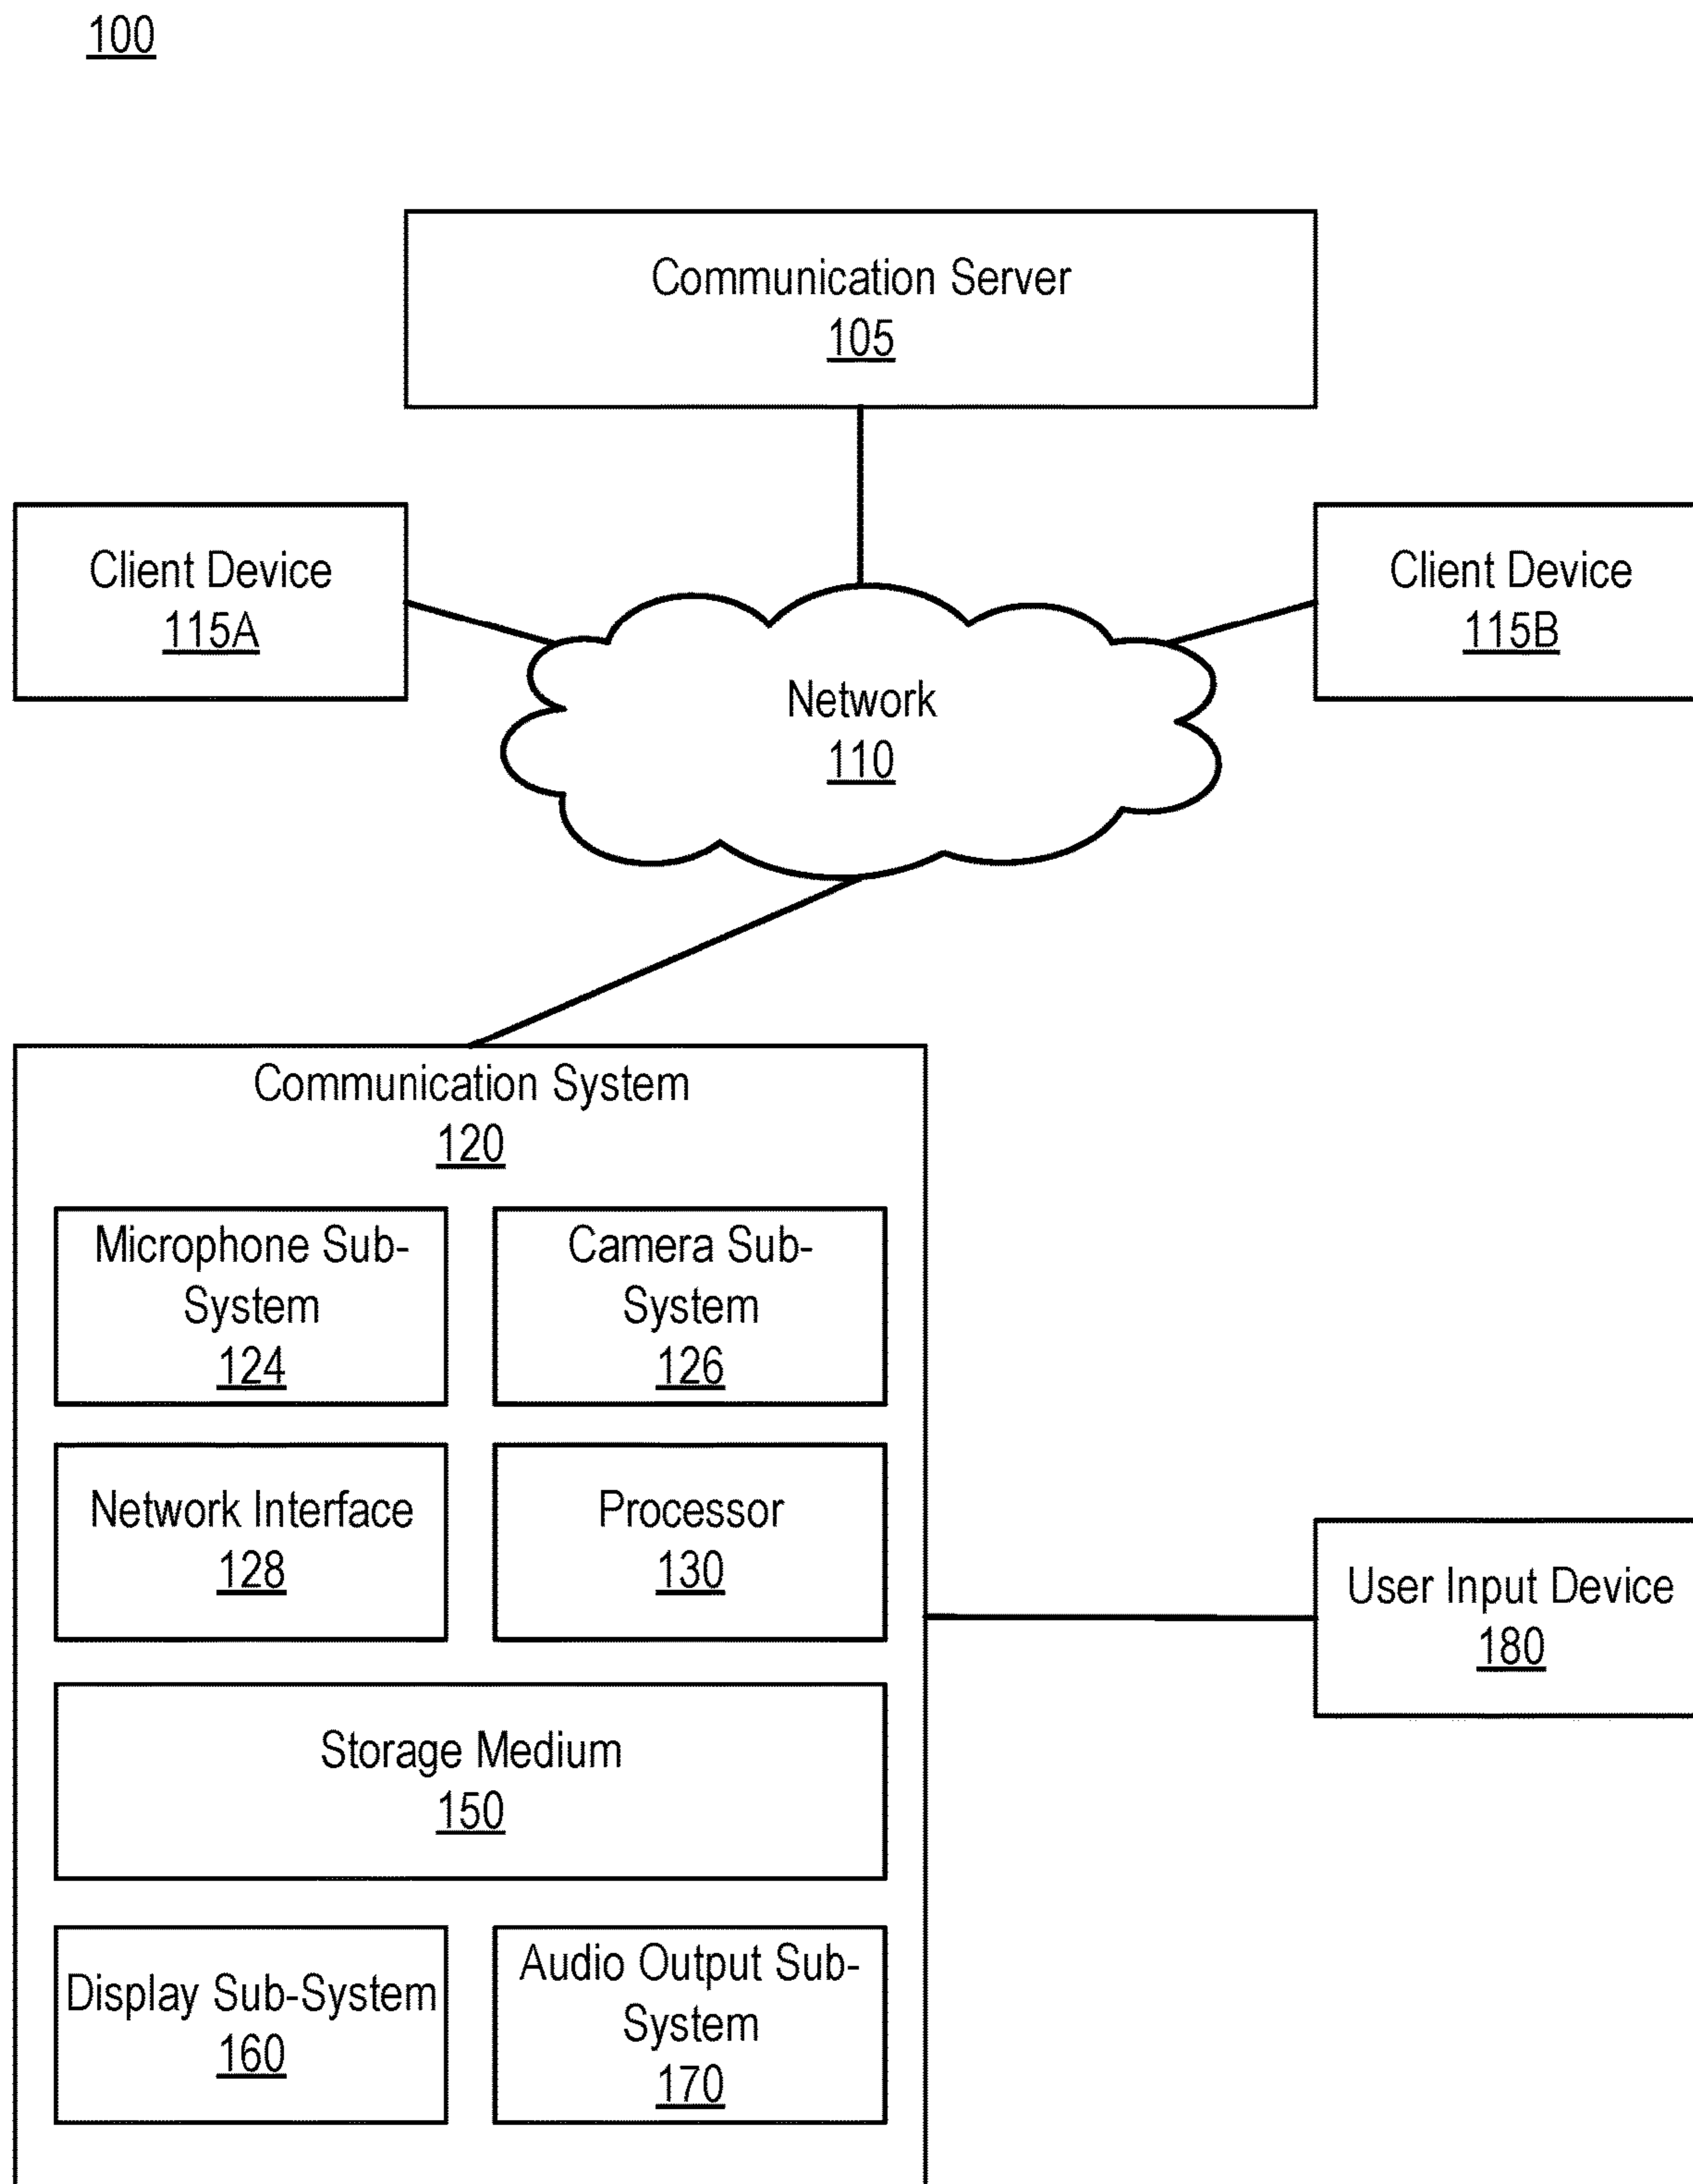 100
Communication Server
105
Client Device
115A
Client Device
115B
Network
110
Communication System
120
Microphone Sub-
System
124
Camera Sub-
System
126
Network Interface
128
Processor
130
User Input Device
180
Storage Medium
150
Display Sub-System
160
Audio Output Sub-
System
170